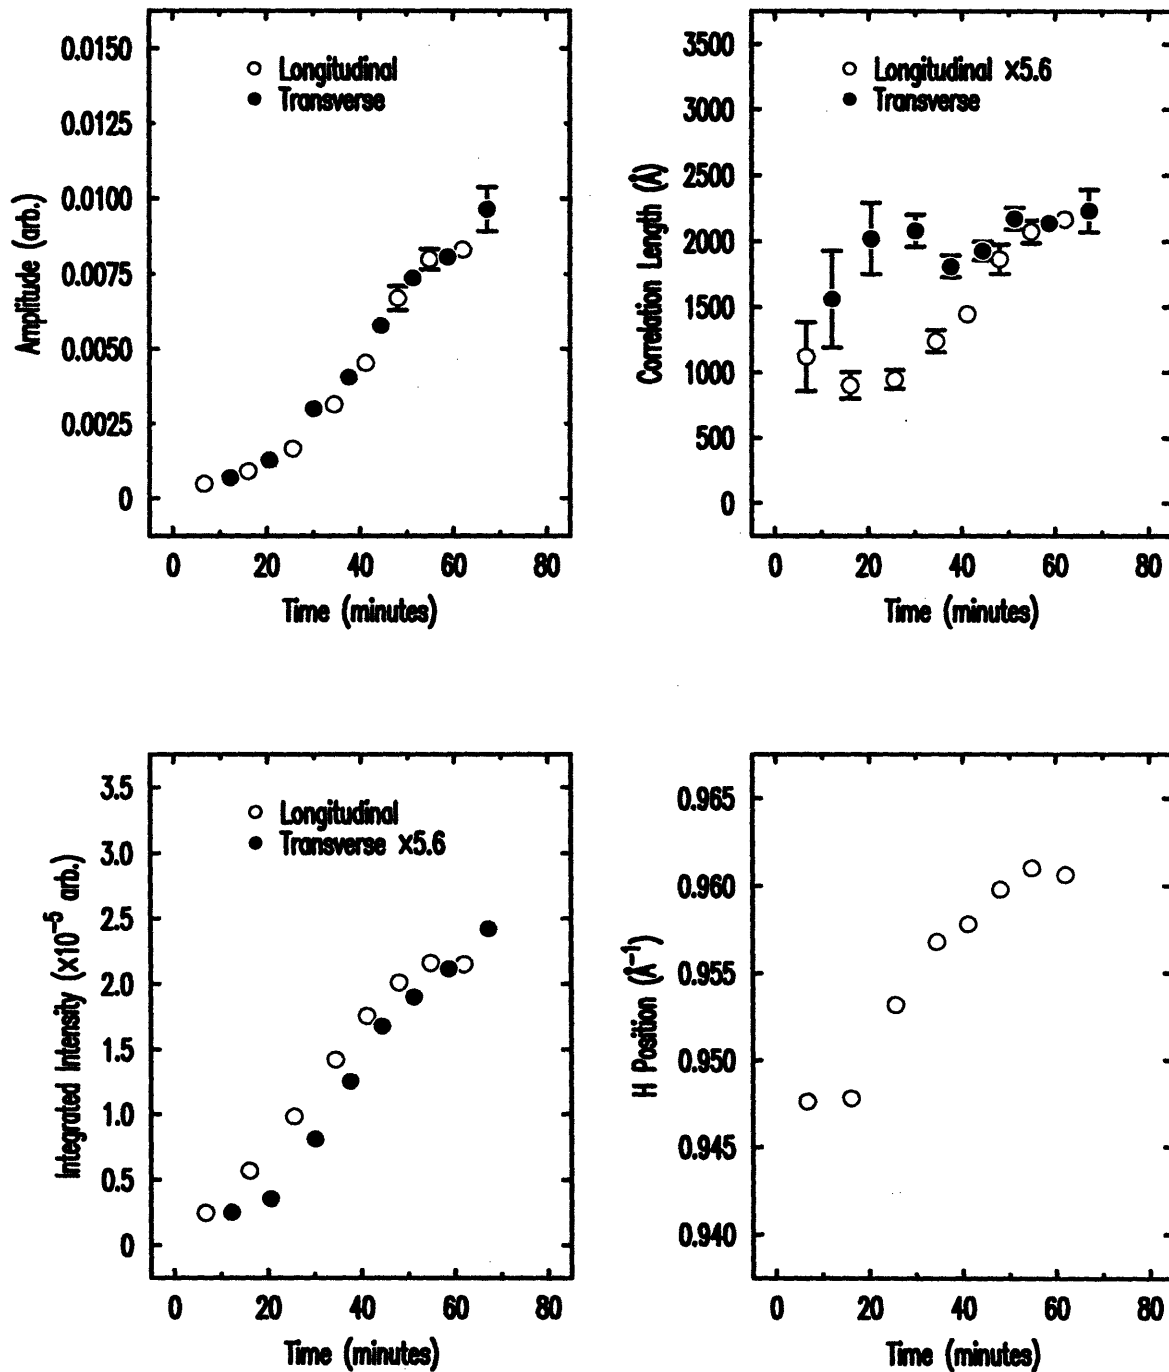 0.0150
0.0125
0.0100
0.0075
0.0050
0.0025
0
Amplitude (arb.)
Longitudinal
Transverse
0 20 40 60 80
Time (minutes)
3500
3000
2500
2000
1500
1000
500
0
Correlation Length (Å)
Longitudinal ×5.6
Transverse
0 20 40 60 80
Time (minutes)
3.5
3.0
2.5
2.0
1.5
1.0
0.5
0
Integrated Intensity (×10⁻⁵ arb.)
Longitudinal
Transverse ×5.6
0 20 40 60 80
Time (minutes)
0.965
0.960
0.955
0.950
0.945
0.940
H Position (Å⁻¹)
0 20 40 60 80
Time (minutes)